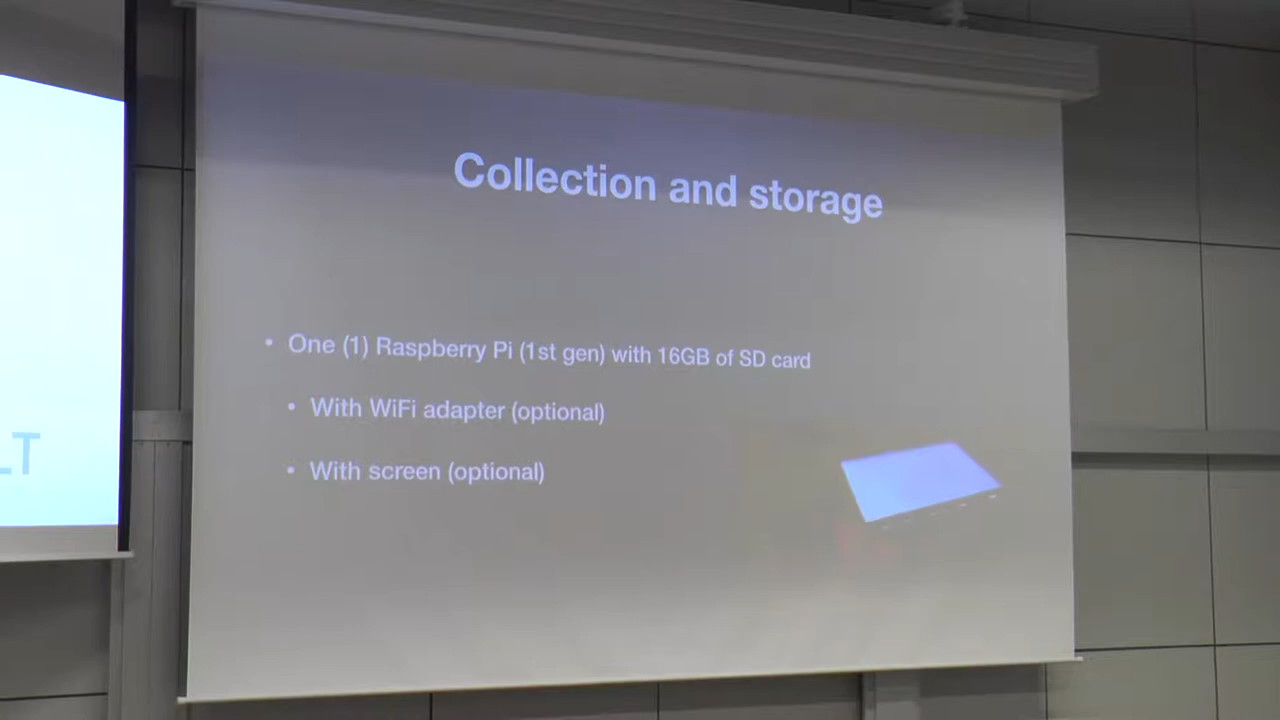 Collection and storage
• One (1) Raspberry Pi (1st gen) with 16GB of SD card
• With WiFi adapter (optional)
• With screen (optional)
LT